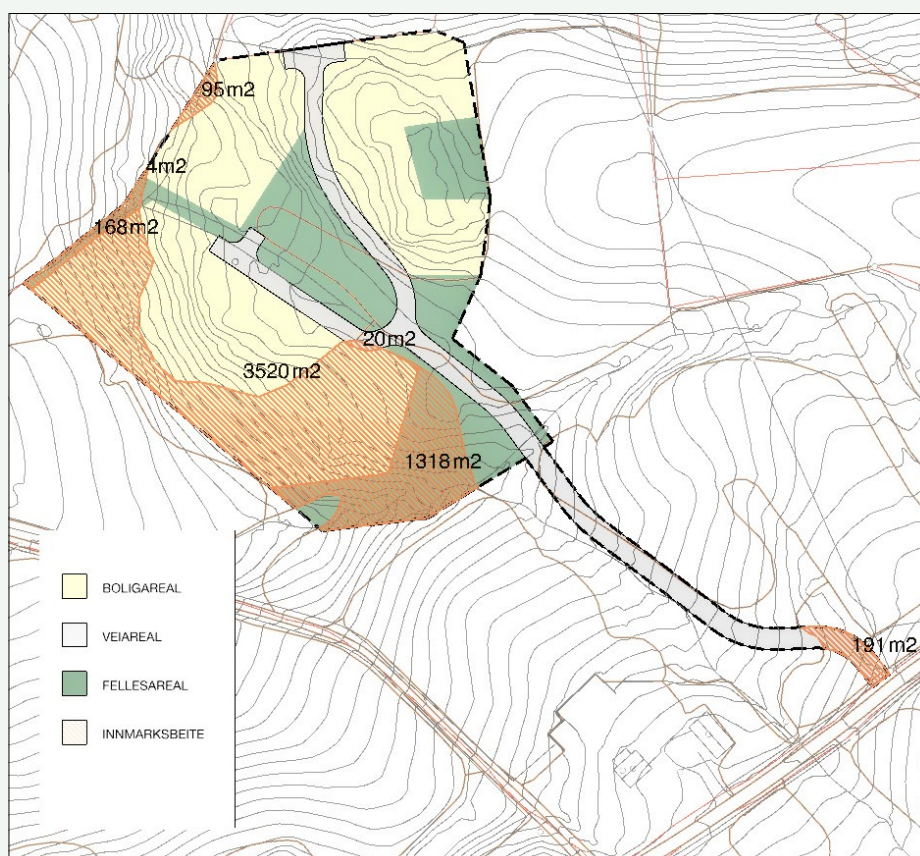 95m2
4m2
168m2
20m2
3520m2
1318m2
BOLIGAREAL
VEIAREAL
FELLESAREAL
INNMARKSBEITE
191m2